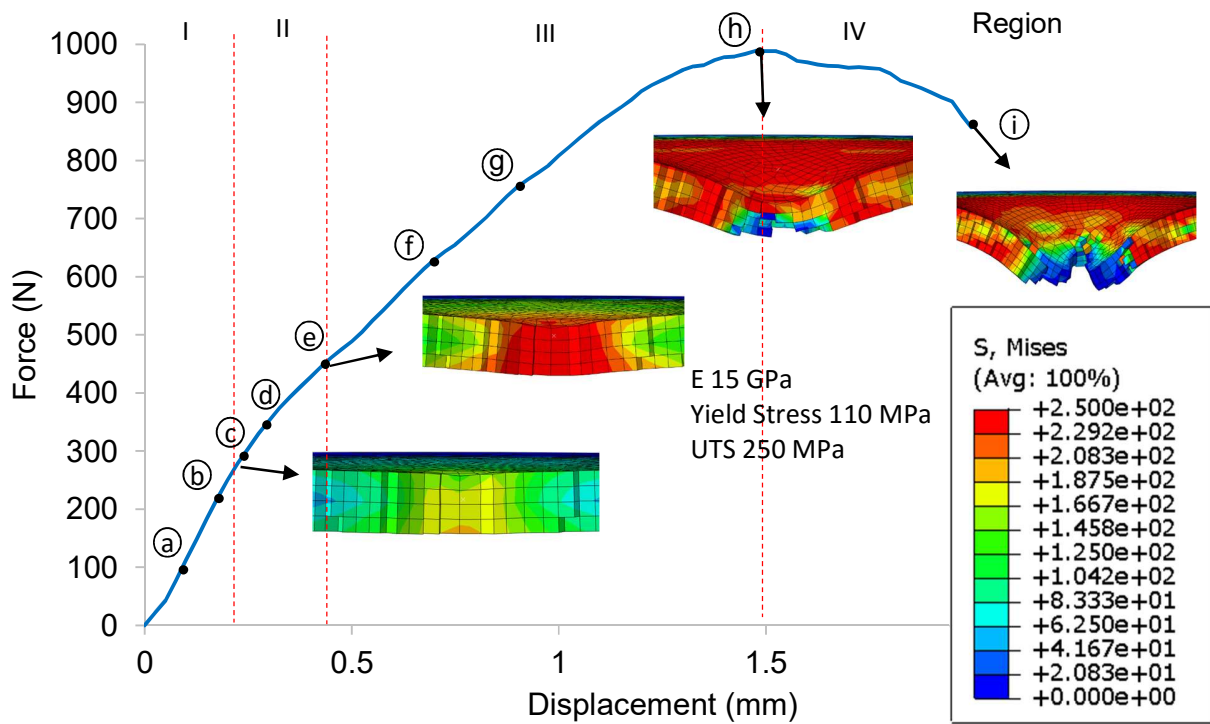 I II III IV Region
1000
900
800
700
600
500
400
300
200
100
0
Force (N)
0 0.5 1 1.5
Displacement (mm)
a
b
c
d
e
f
g
h
i
E 15 GPa
Yield Stress 110 MPa
UTS 250 MPa
S, Mises
(Avg: 100%)
+2.500e+02
+2.292e+02
+2.083e+02
+1.875e+02
+1.667e+02
+1.458e+02
+1.250e+02
+1.042e+02
+8.333e+01
+6.250e+01
+4.167e+01
+2.083e+01
+0.000e+00